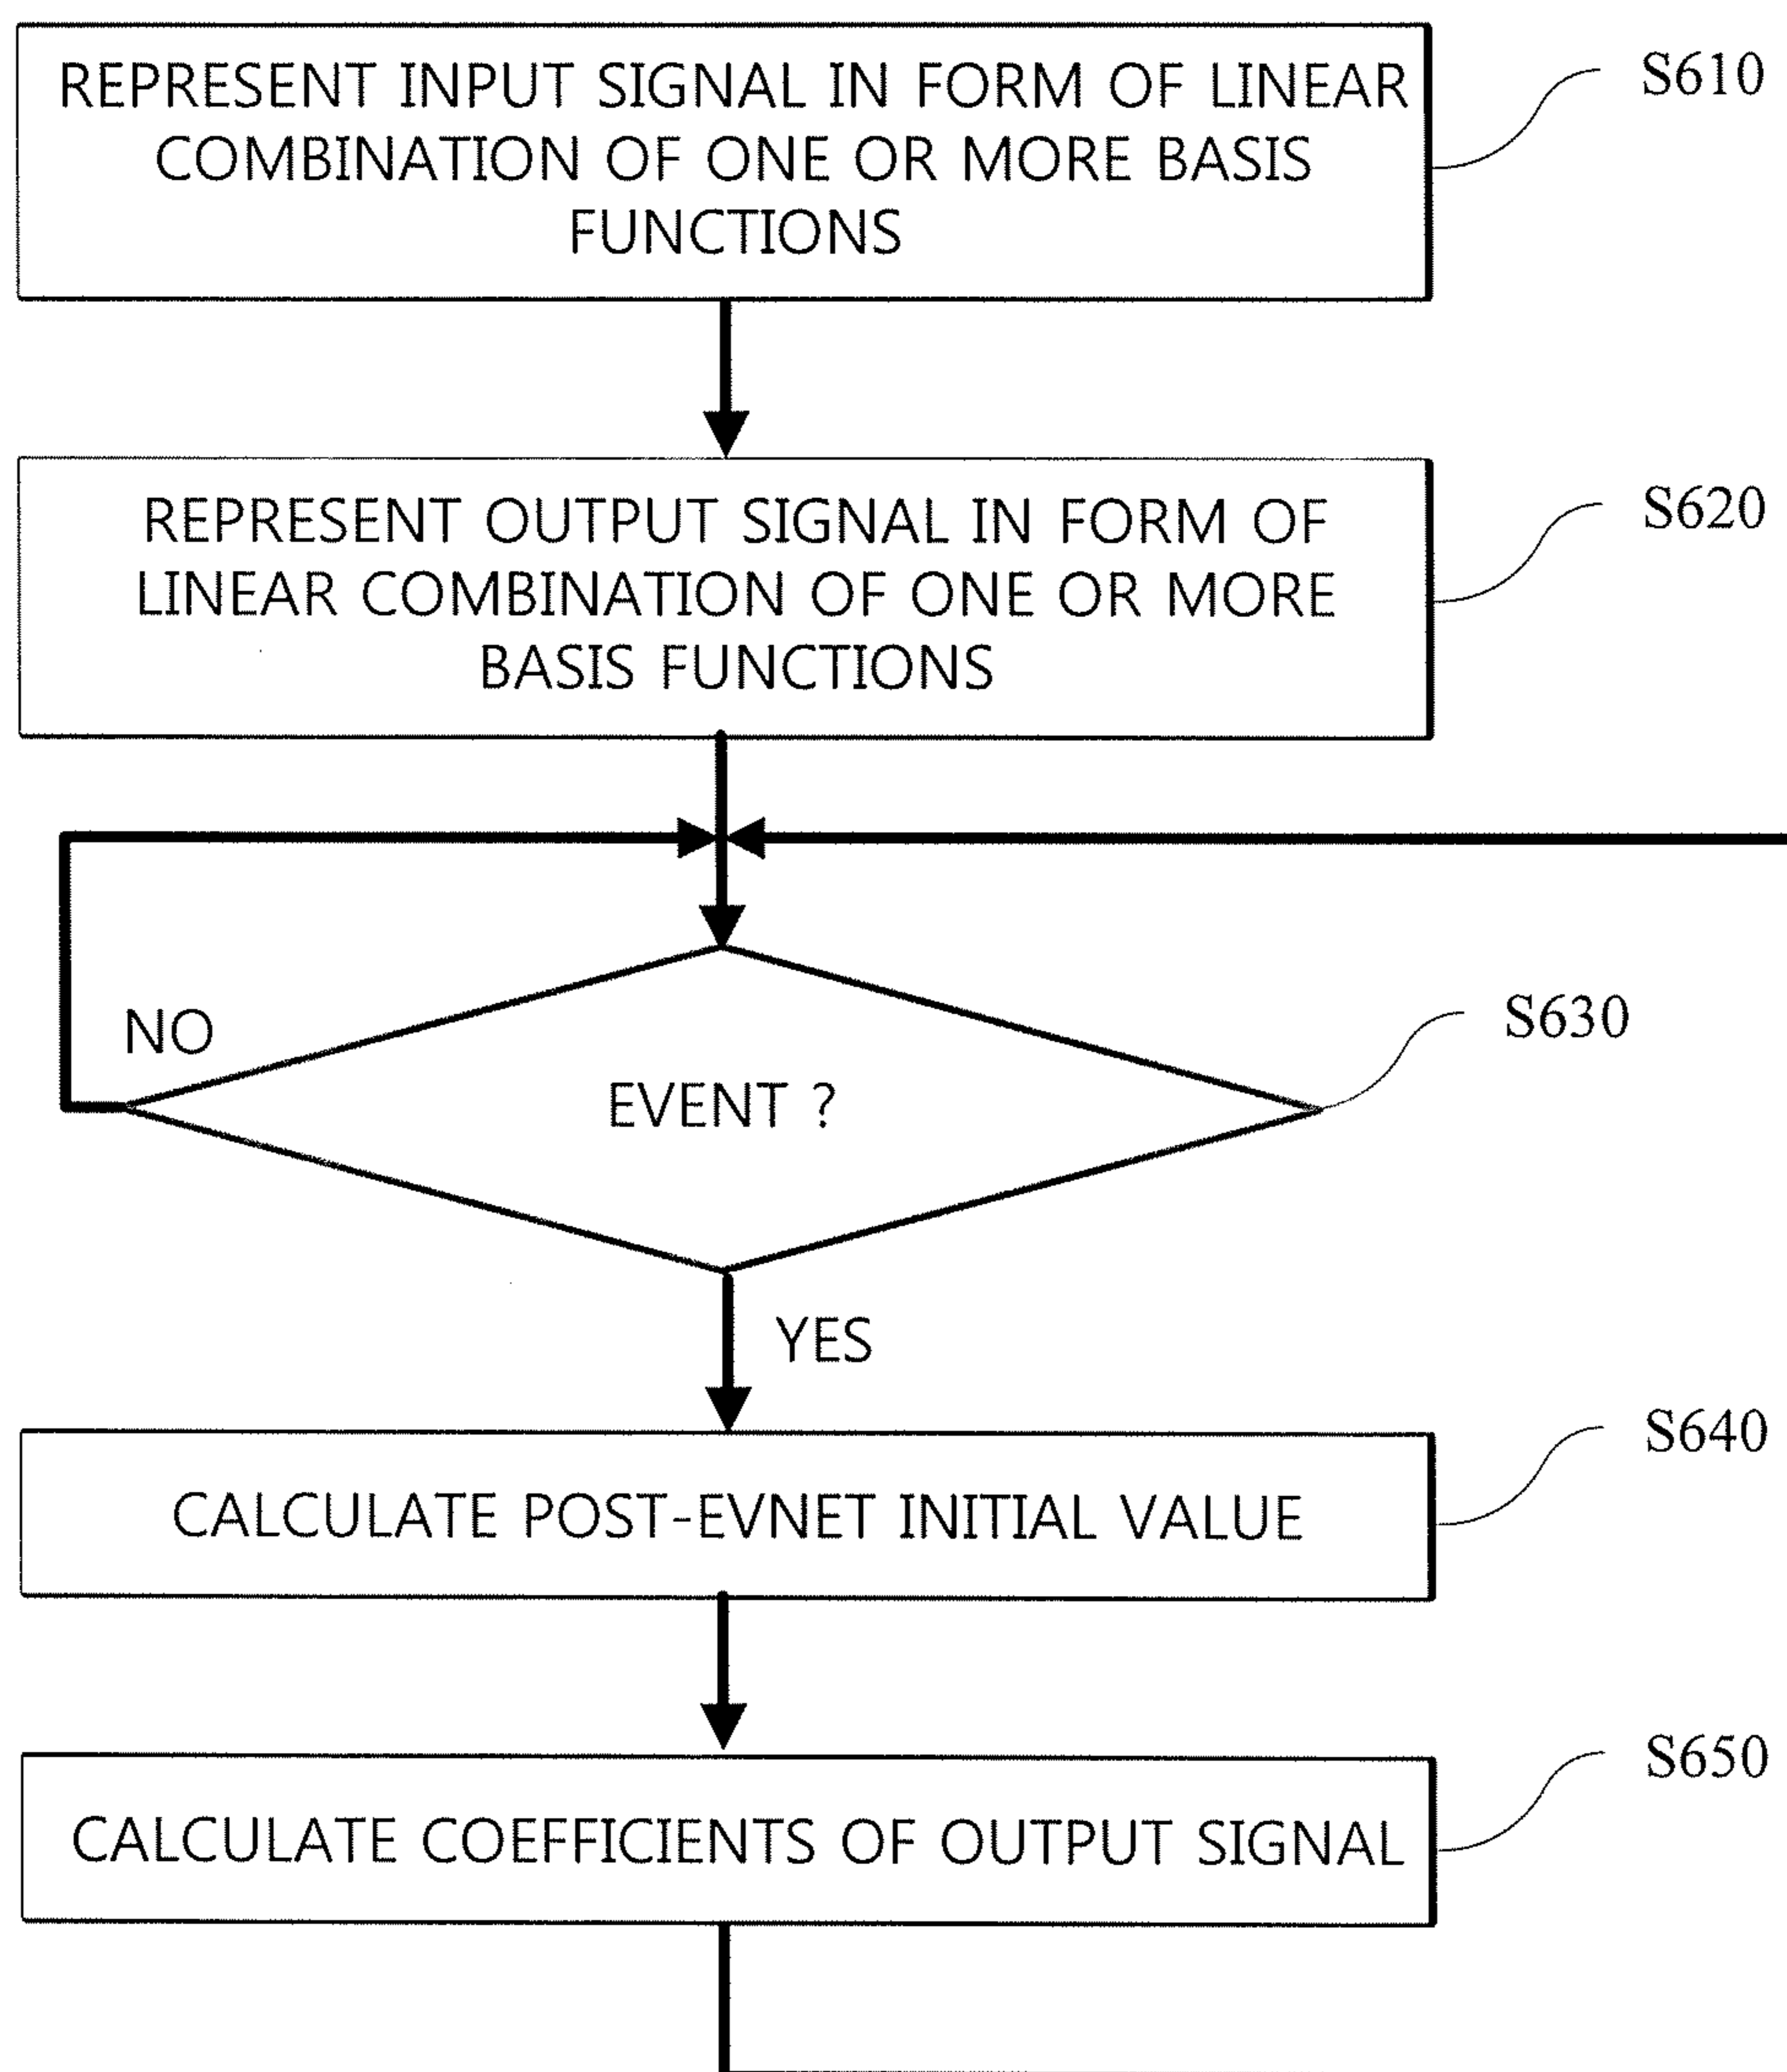 REPRESENT INPUT SIGNAL IN FORM OF LINEAR
COMBINATION OF ONE OR MORE BASIS
FUNCTIONS
S610
REPRESENT OUTPUT SIGNAL IN FORM OF
LINEAR COMBINATION OF ONE OR MORE
BASIS FUNCTIONS
S620
NO
EVENT ?
S630
YES
CALCULATE POST-EVNET INITIAL VALUE
S640
CALCULATE COEFFICIENTS OF OUTPUT SIGNAL
S650